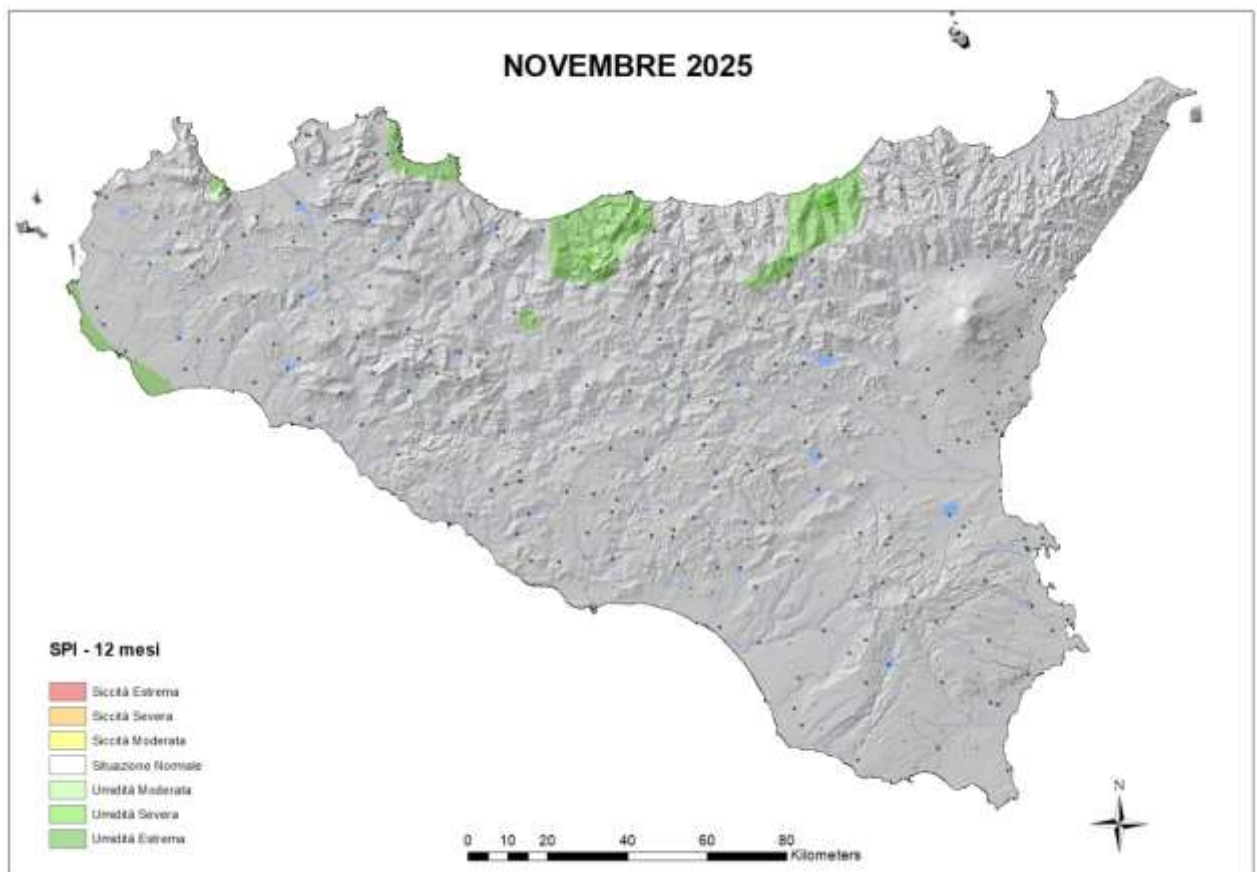 NOVEMBRE 2025
SPI - 12 mesi
Siccità Estrema
Siccità Severa
Siccità Moderata
Situazione Normale
Umidità Moderata
Umidità Severa
Umidità Estrema
N
0 10 20 40 60 80
Kilometers